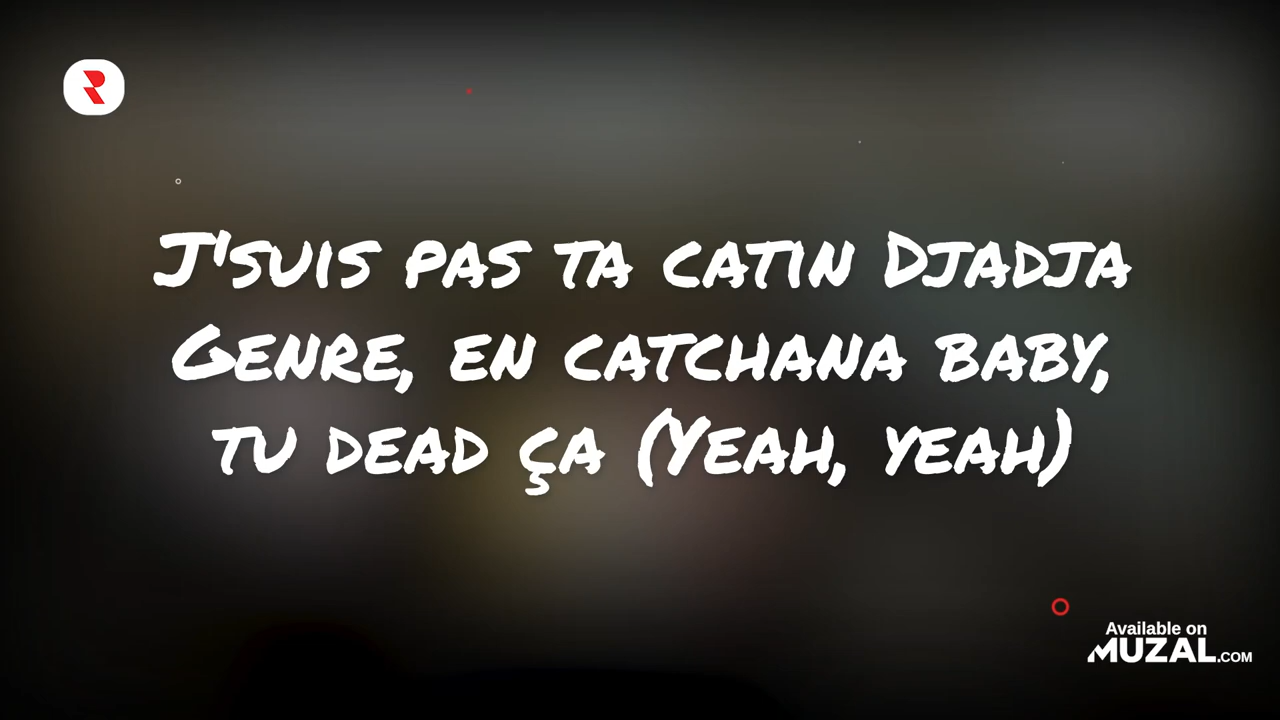 R
J'suis pas ta catin Djadja
Genre, en catchana baby,
tu dead ça (Yeah, yeah)
Available on
MUZAL.COM